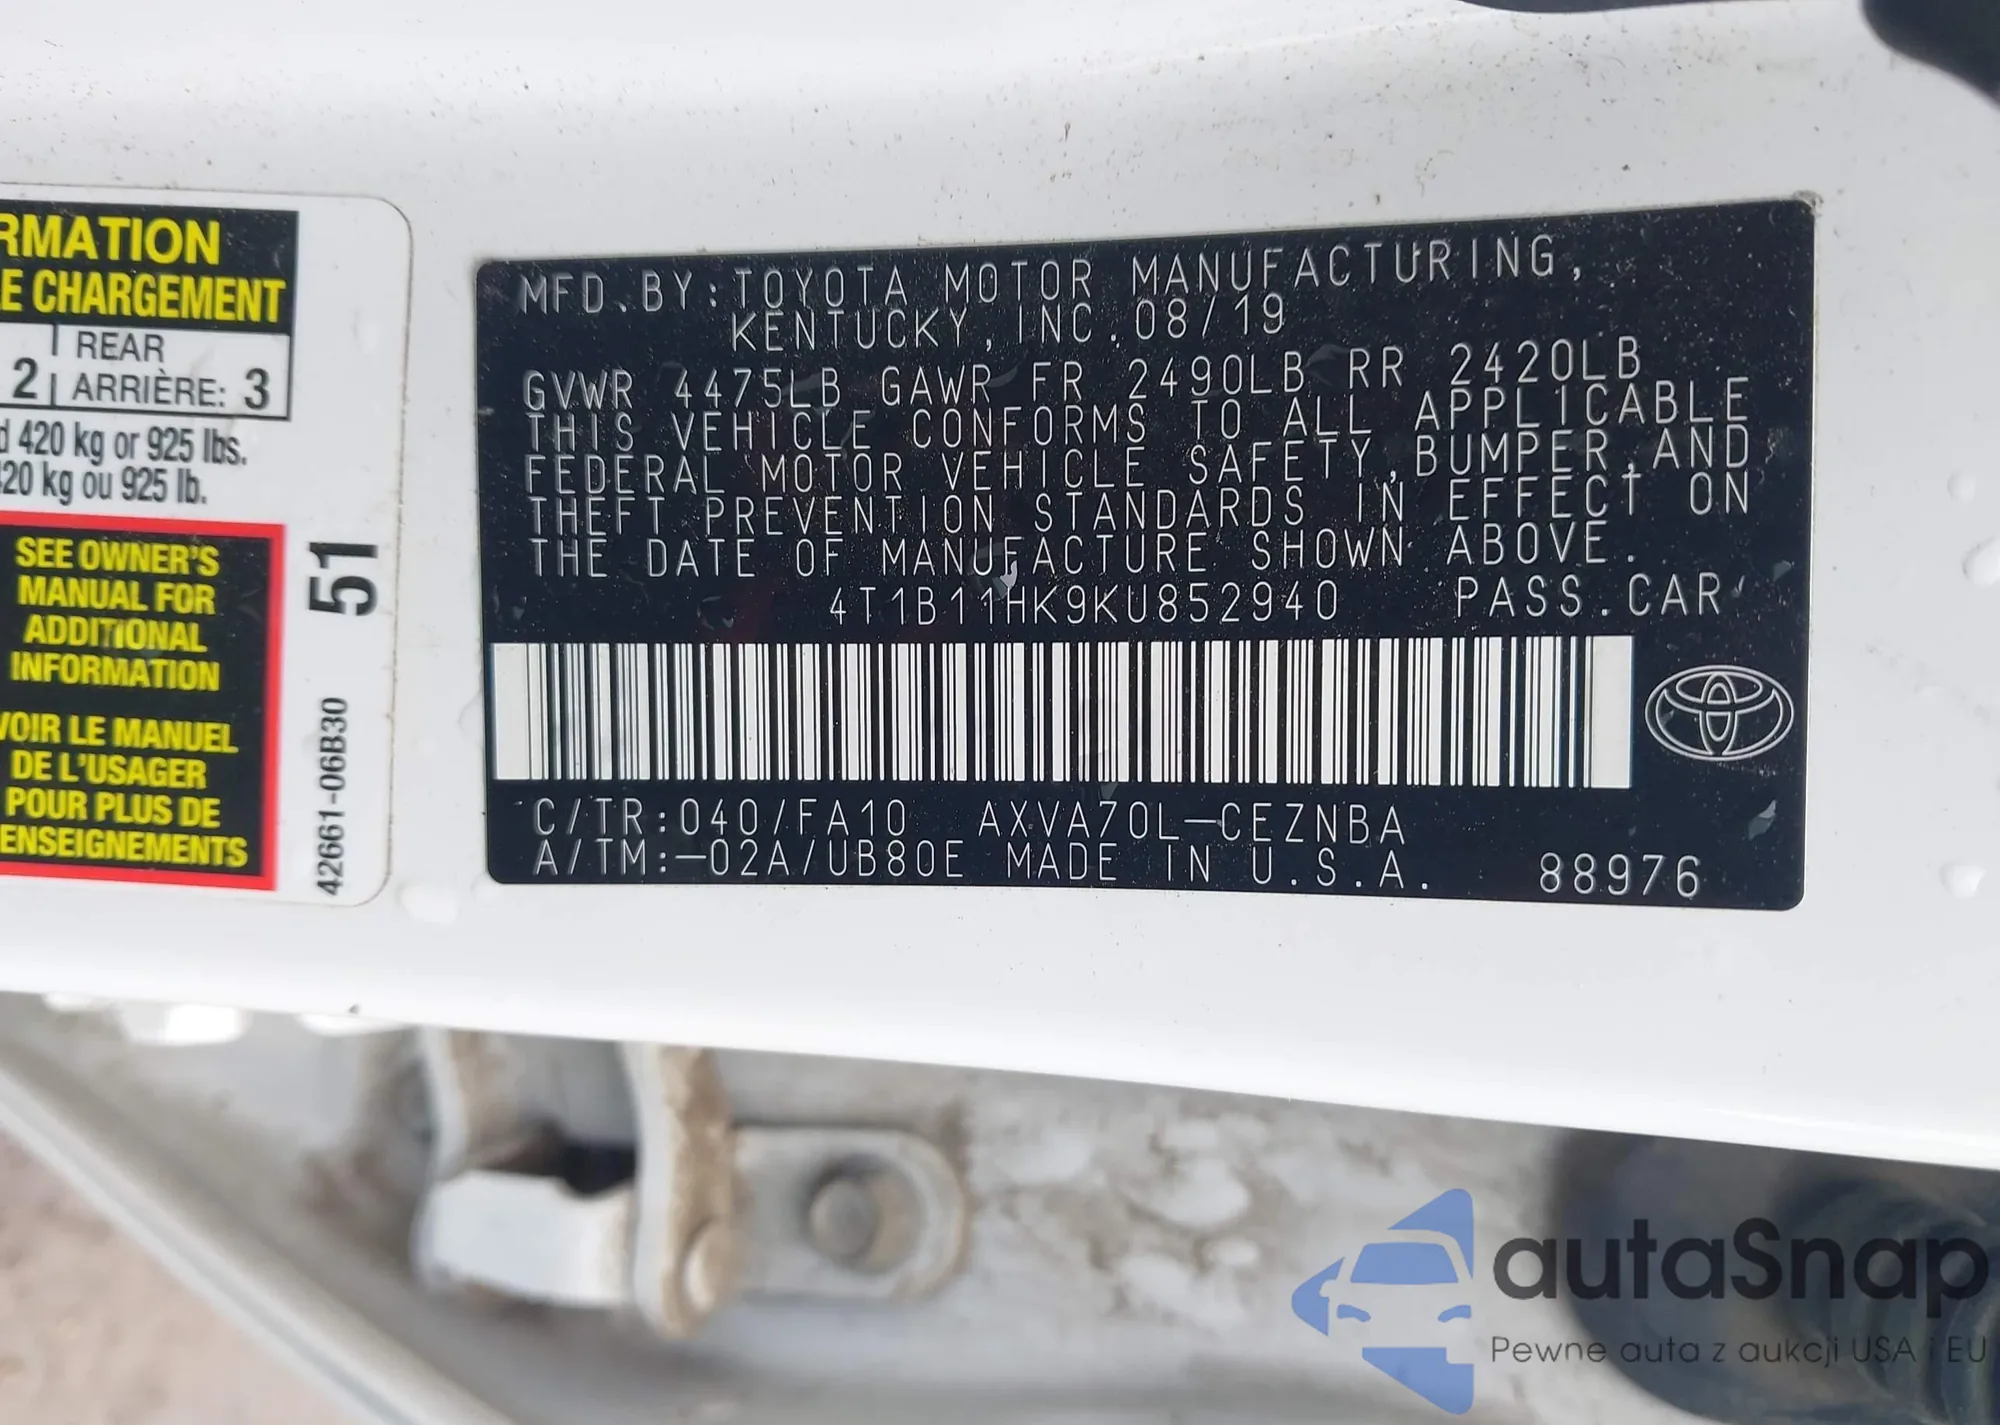 RMATION
E CHARGEMENT
2 REAR
ARRIÈRE: 3
d 420 kg or 925 lbs.
420 kg ou 925 lb.
SEE OWNER'S
MANUAL FOR
ADDITIONAL
INFORMATION
VOIR LE MANUEL
DE L'USAGER
POUR PLUS DE
ENSEIGNEMENTS
51
42661-06B30
MFD.BY:TOYOTA MOTOR MANUFACTURING,
KENTUCKY,INC.08/19
GVWR 4475LB GAWR FR 2490LB RR 2420LB
THIS VEHICLE CONFORMS TO ALL APPLICABLE
FEDERAL MOTOR VEHICLE SAFETY,BUMPER,AND
THEFT PREVENTION STANDARDS IN EFFECT ON
THE DATE OF MANUFACTURE SHOWN ABOVE.
4T1B11HK9KU852940 PASS.CAR
C/TR:040/FA10 AXVA70L-CEZNBA
A/TM:-02A/UB80E MADE IN U.S.A. 88976
autaSnap
Pewne auta z aukcji USA i EU